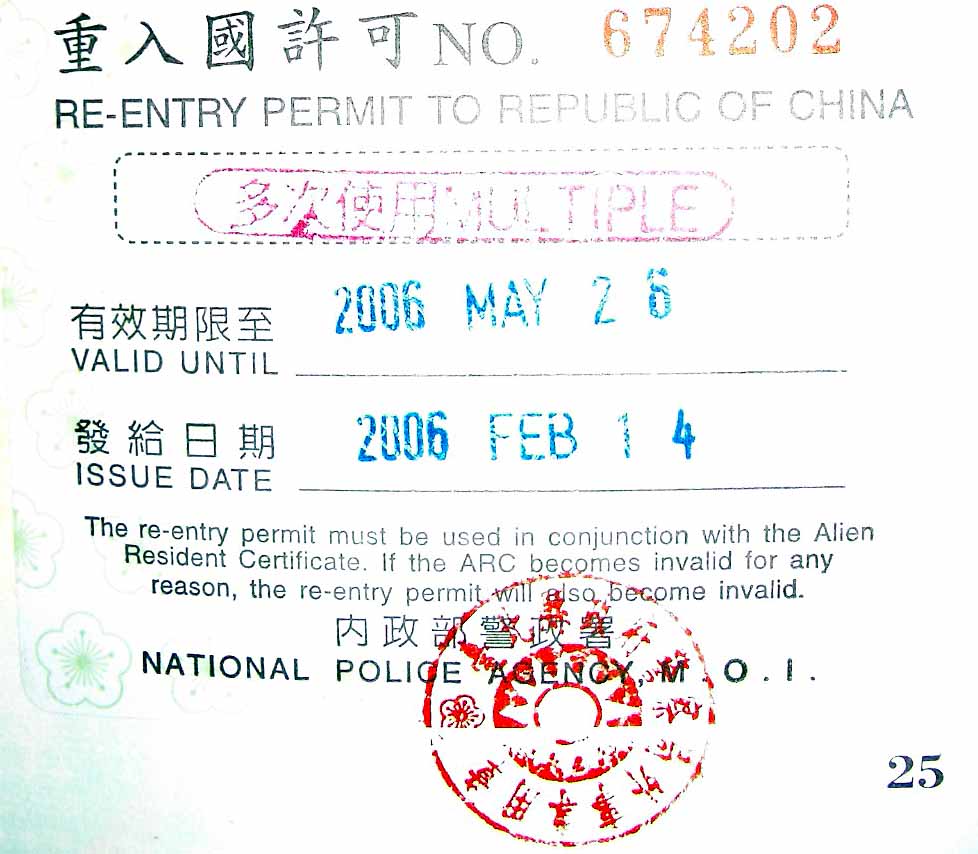 重入國許可 NO. 674202
RE-ENTRY PERMIT TO REPUBLIC OF CHINA
多次使用 MULTIPLE
有效期限至 2006 MAY 26
VALID UNTIL
發給日期 2006 FEB 14
ISSUE DATE
The re-entry permit must be used in conjunction with the Alien
Resident Certificate. If the ARC becomes invalid for any
reason, the re-entry permit will also become invalid.
內政部警政署
NATIONAL POLICE AGENCY, M.O.I.
25